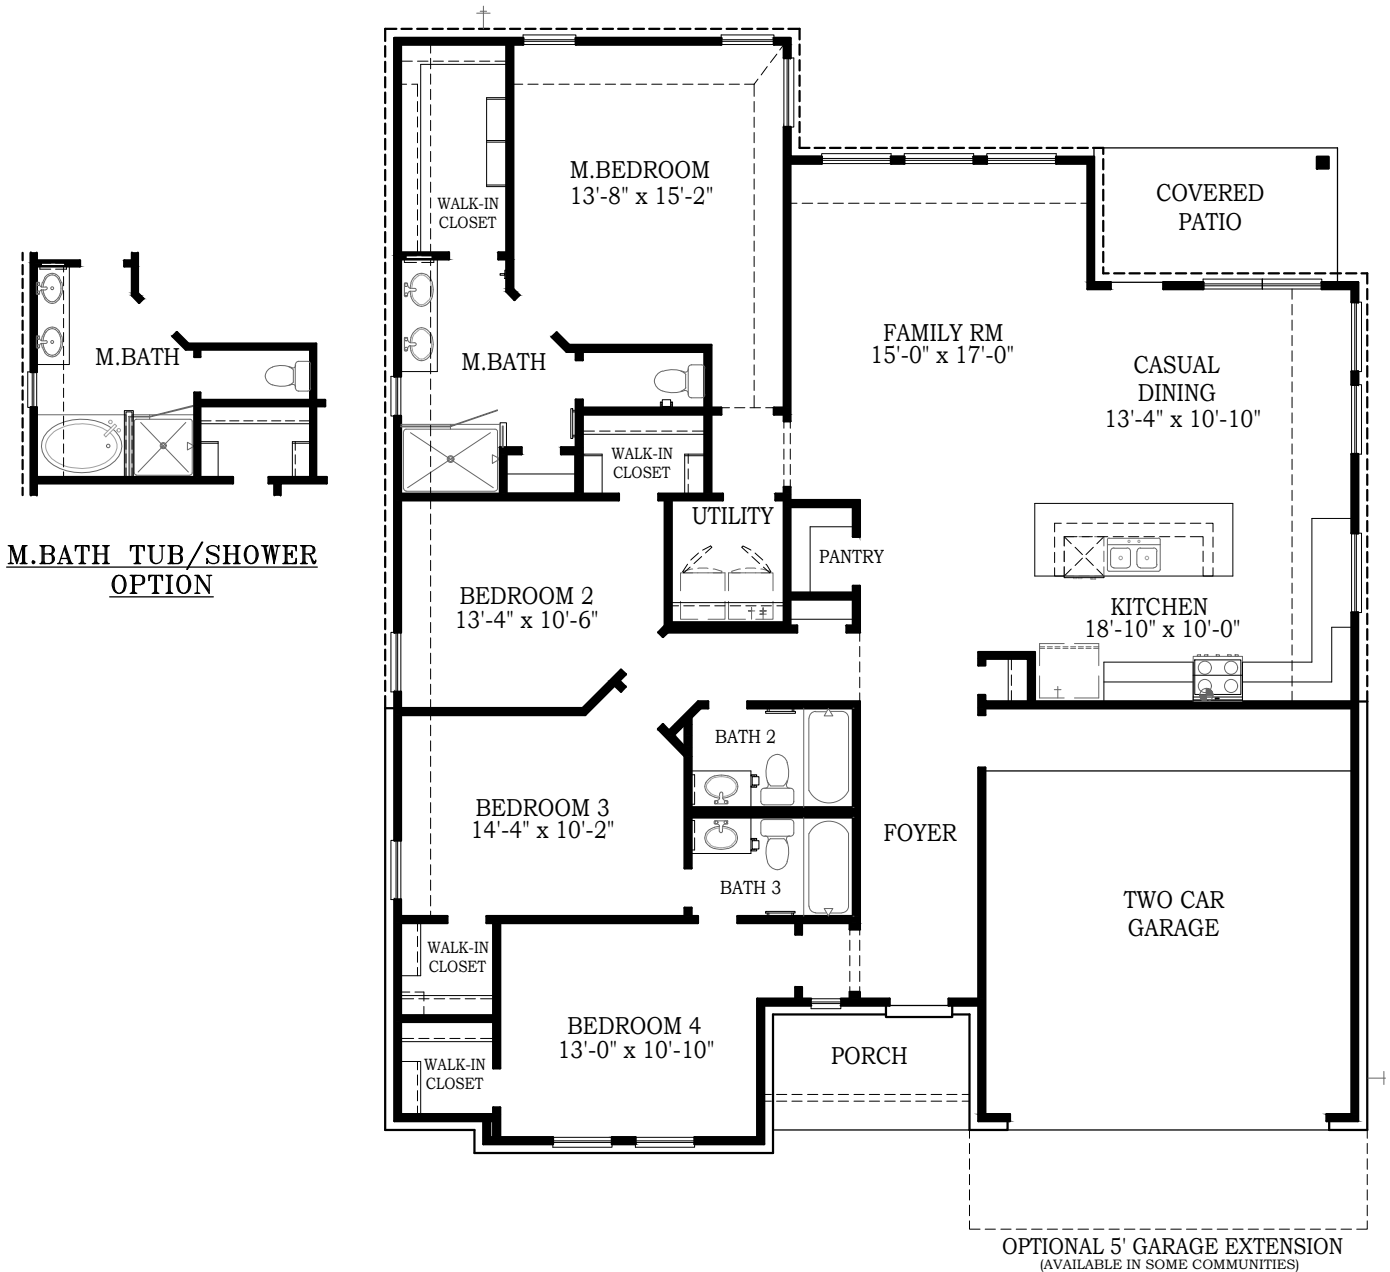 M.BEDROOM
13'-8" x 15'-2"
WALK-IN
CLOSET
COVERED
PATIO
FAMILY RM
15'-0" x 17'-0"
CASUAL
DINING
13'-4" x 10'-10"
M.BATH
M.BATH
WALK-IN
CLOSET
UTILITY
PANTRY
M.BATH TUB/SHOWER
OPTION
BEDROOM 2
13'-4" x 10'-6"
KITCHEN
18'-10" x 10'-0"
BATH 2
BEDROOM 3
14'-4" x 10'-2"
FOYER
BATH 3
TWO CAR
GARAGE
WALK-IN
CLOSET
BEDROOM 4
13'-0" x 10'-10"
PORCH
WALK-IN
CLOSET
OPTIONAL 5' GARAGE EXTENSION
(AVAILABLE IN SOME COMMUNITIES)